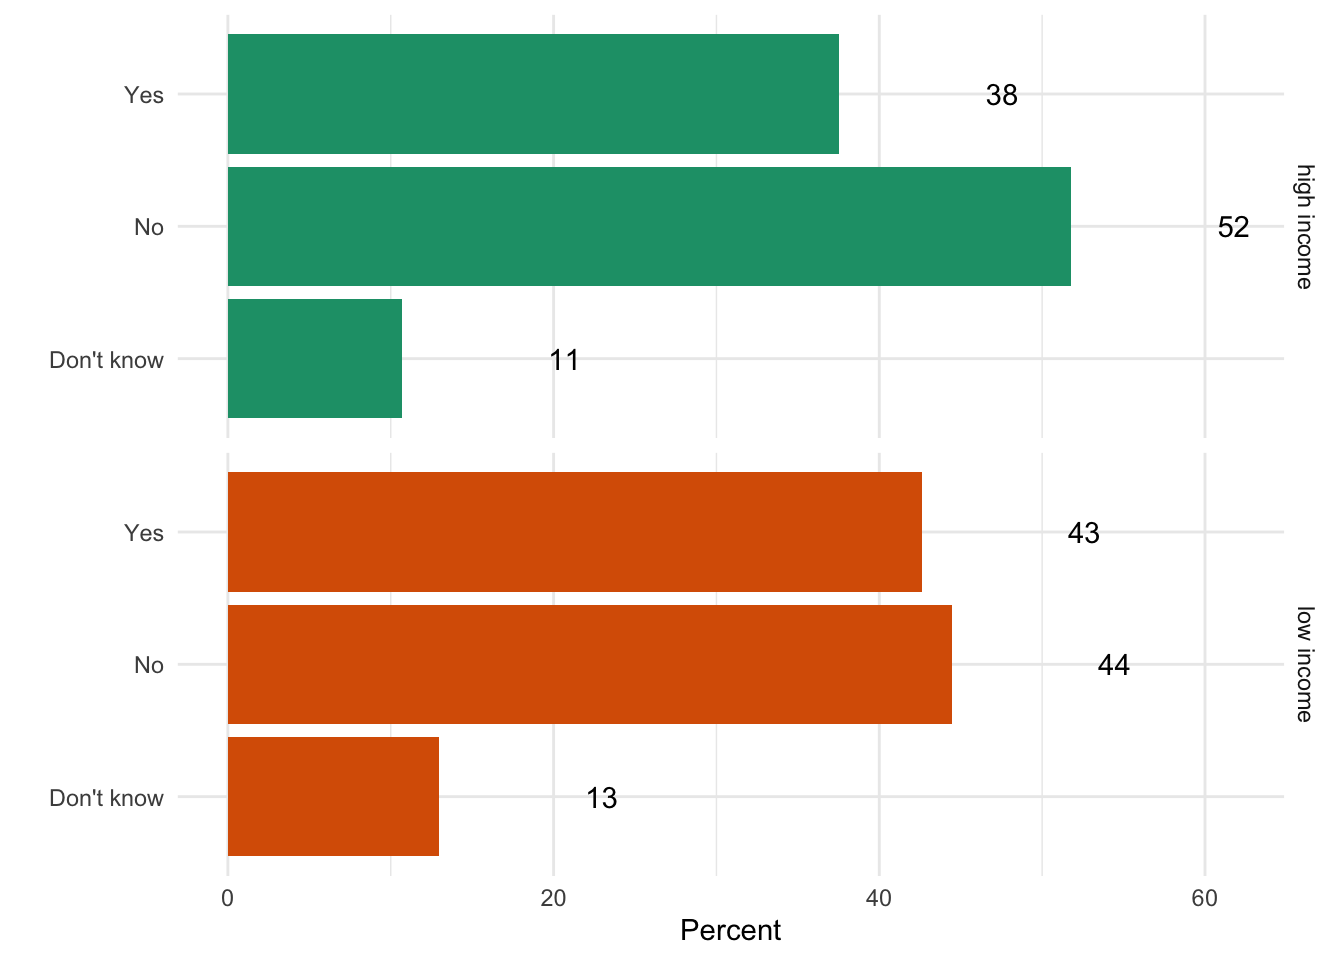 Yes
38
No
52
Don't know
11
high income
Yes
43
No
44
Don't know
13
low income
0
20
40
60
Percent